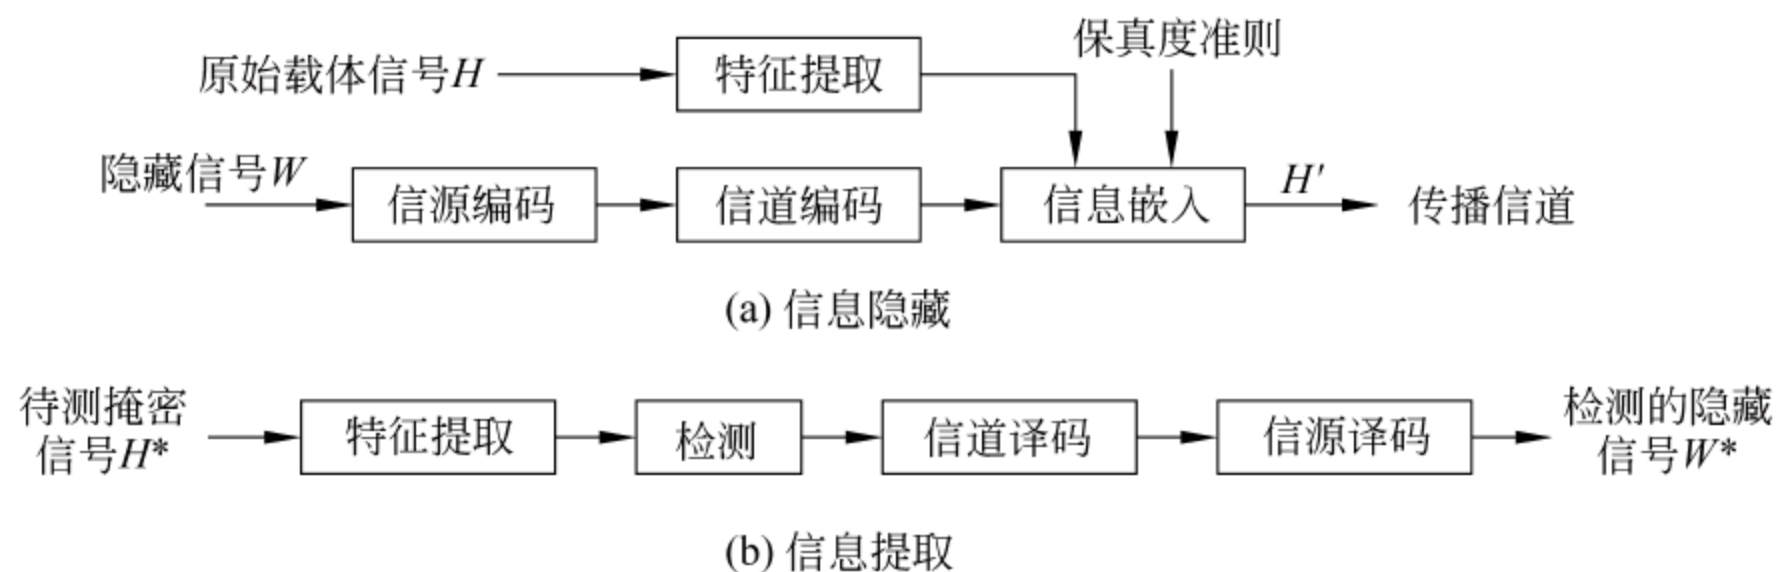 保真度准则
原始载体信号H
特征提取
隐藏信号W
信源编码
信道编码
信息嵌入
H'
传播信道
(a) 信息隐藏
待测掩密
信号H*
特征提取
检测
信道译码
信源译码
检测的隐藏
信号W*
(b) 信息提取